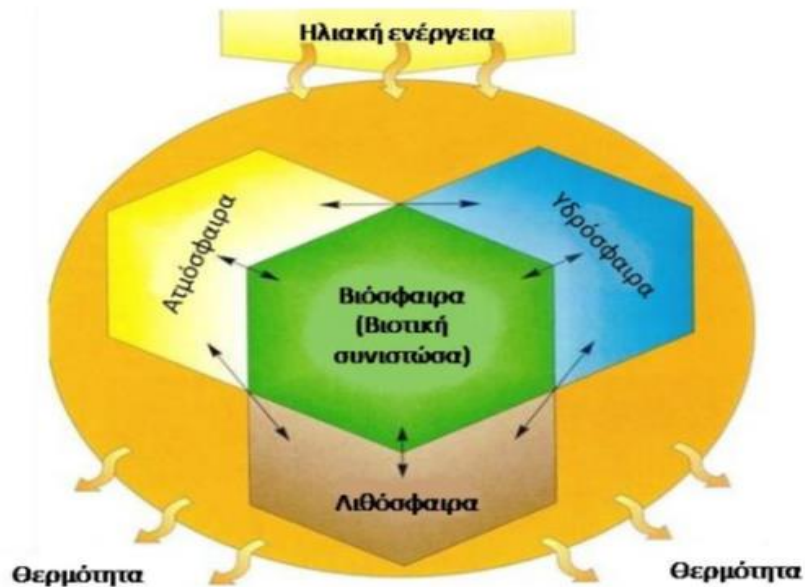 Ηλιακή ενέργεια
Ατμόσφαιρα
Υδρόσφαιρα
Βιόσφαιρα
(Βιοτική
συνιστώσα)
Λιθόσφαιρα
Θερμότητα
Θερμότητα